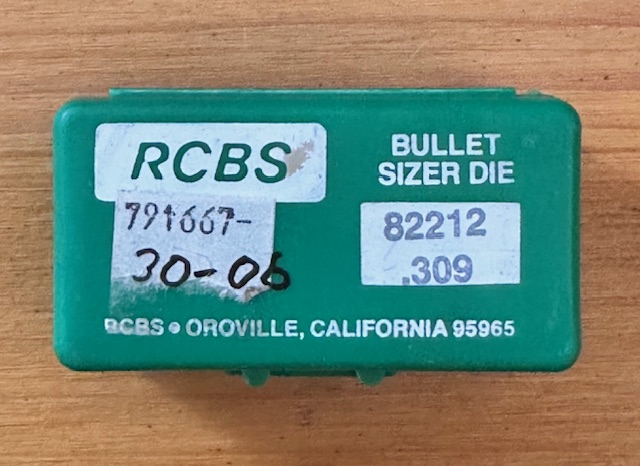 RCBS
BULLET
SIZER DIE
791667-
30-06
82212
.309
RCBS • OROVILLE, CALIFORNIA 95965